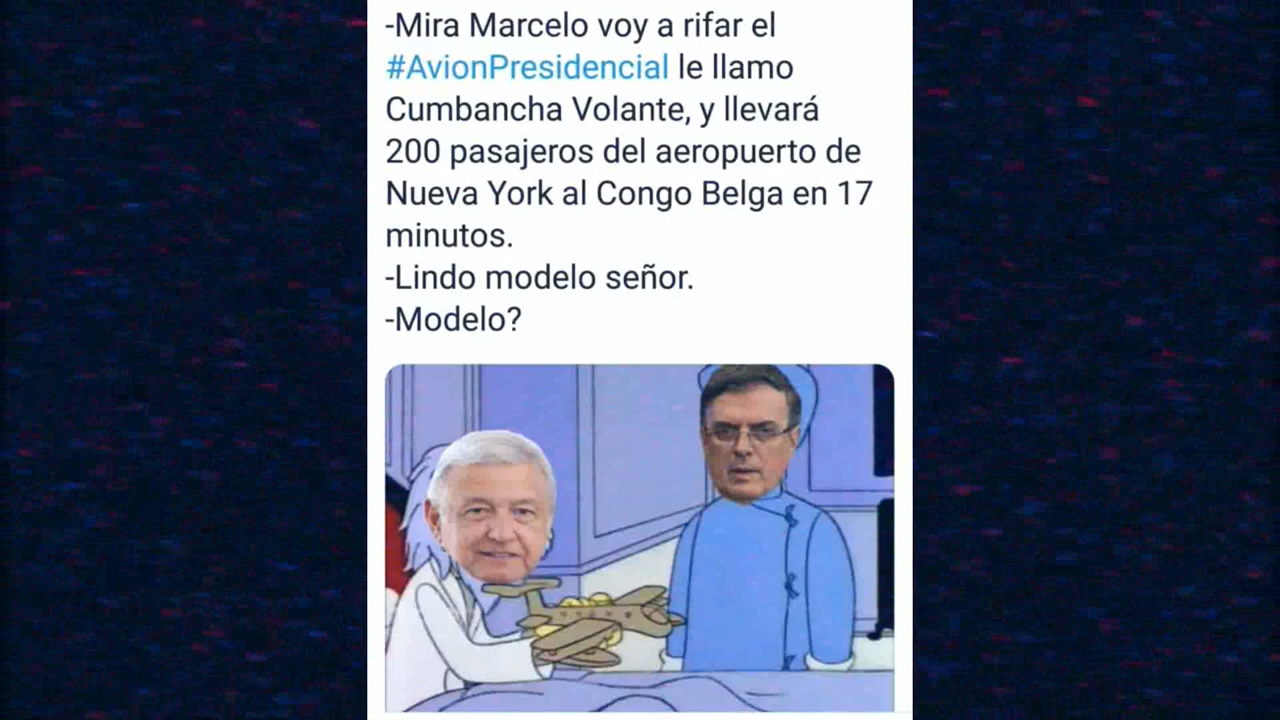 -Mira Marcelo voy a rifar el
#AvionPresidencial le llamo
Cumbancha Volante, y llevará
200 pasajeros del aeropuerto de
Nueva York al Congo Belga en 17
minutos.
-Lindo modelo señor.
-Modelo?